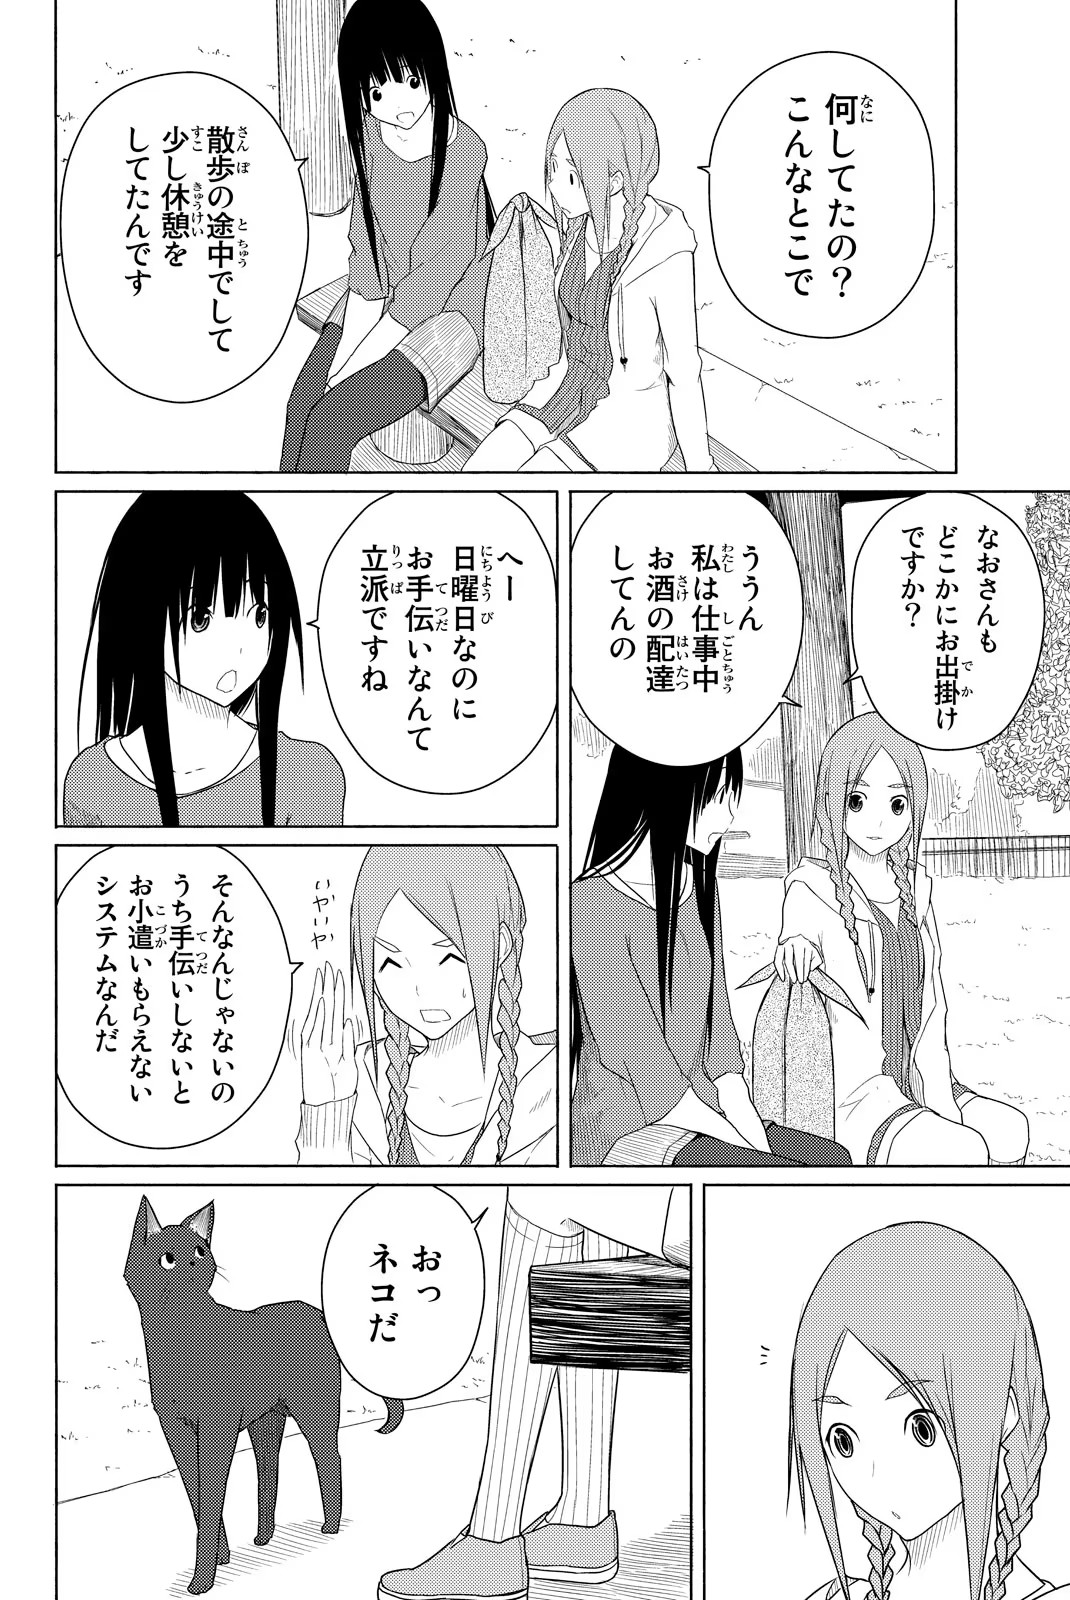 何してたの？
こんなとこで
散歩の途中でして
少し休憩を
してたんです
なおさんも
どこかにお出掛け
ですか？
ううん
私は仕事中
お酒の配達
してんの
へー
日曜日なのに
お手伝いなんて
立派ですね
イヤイヤ
そんなんじゃないの
うち手伝いしないと
お小遣いもらえない
システムなんだ
おっ
ネコだ